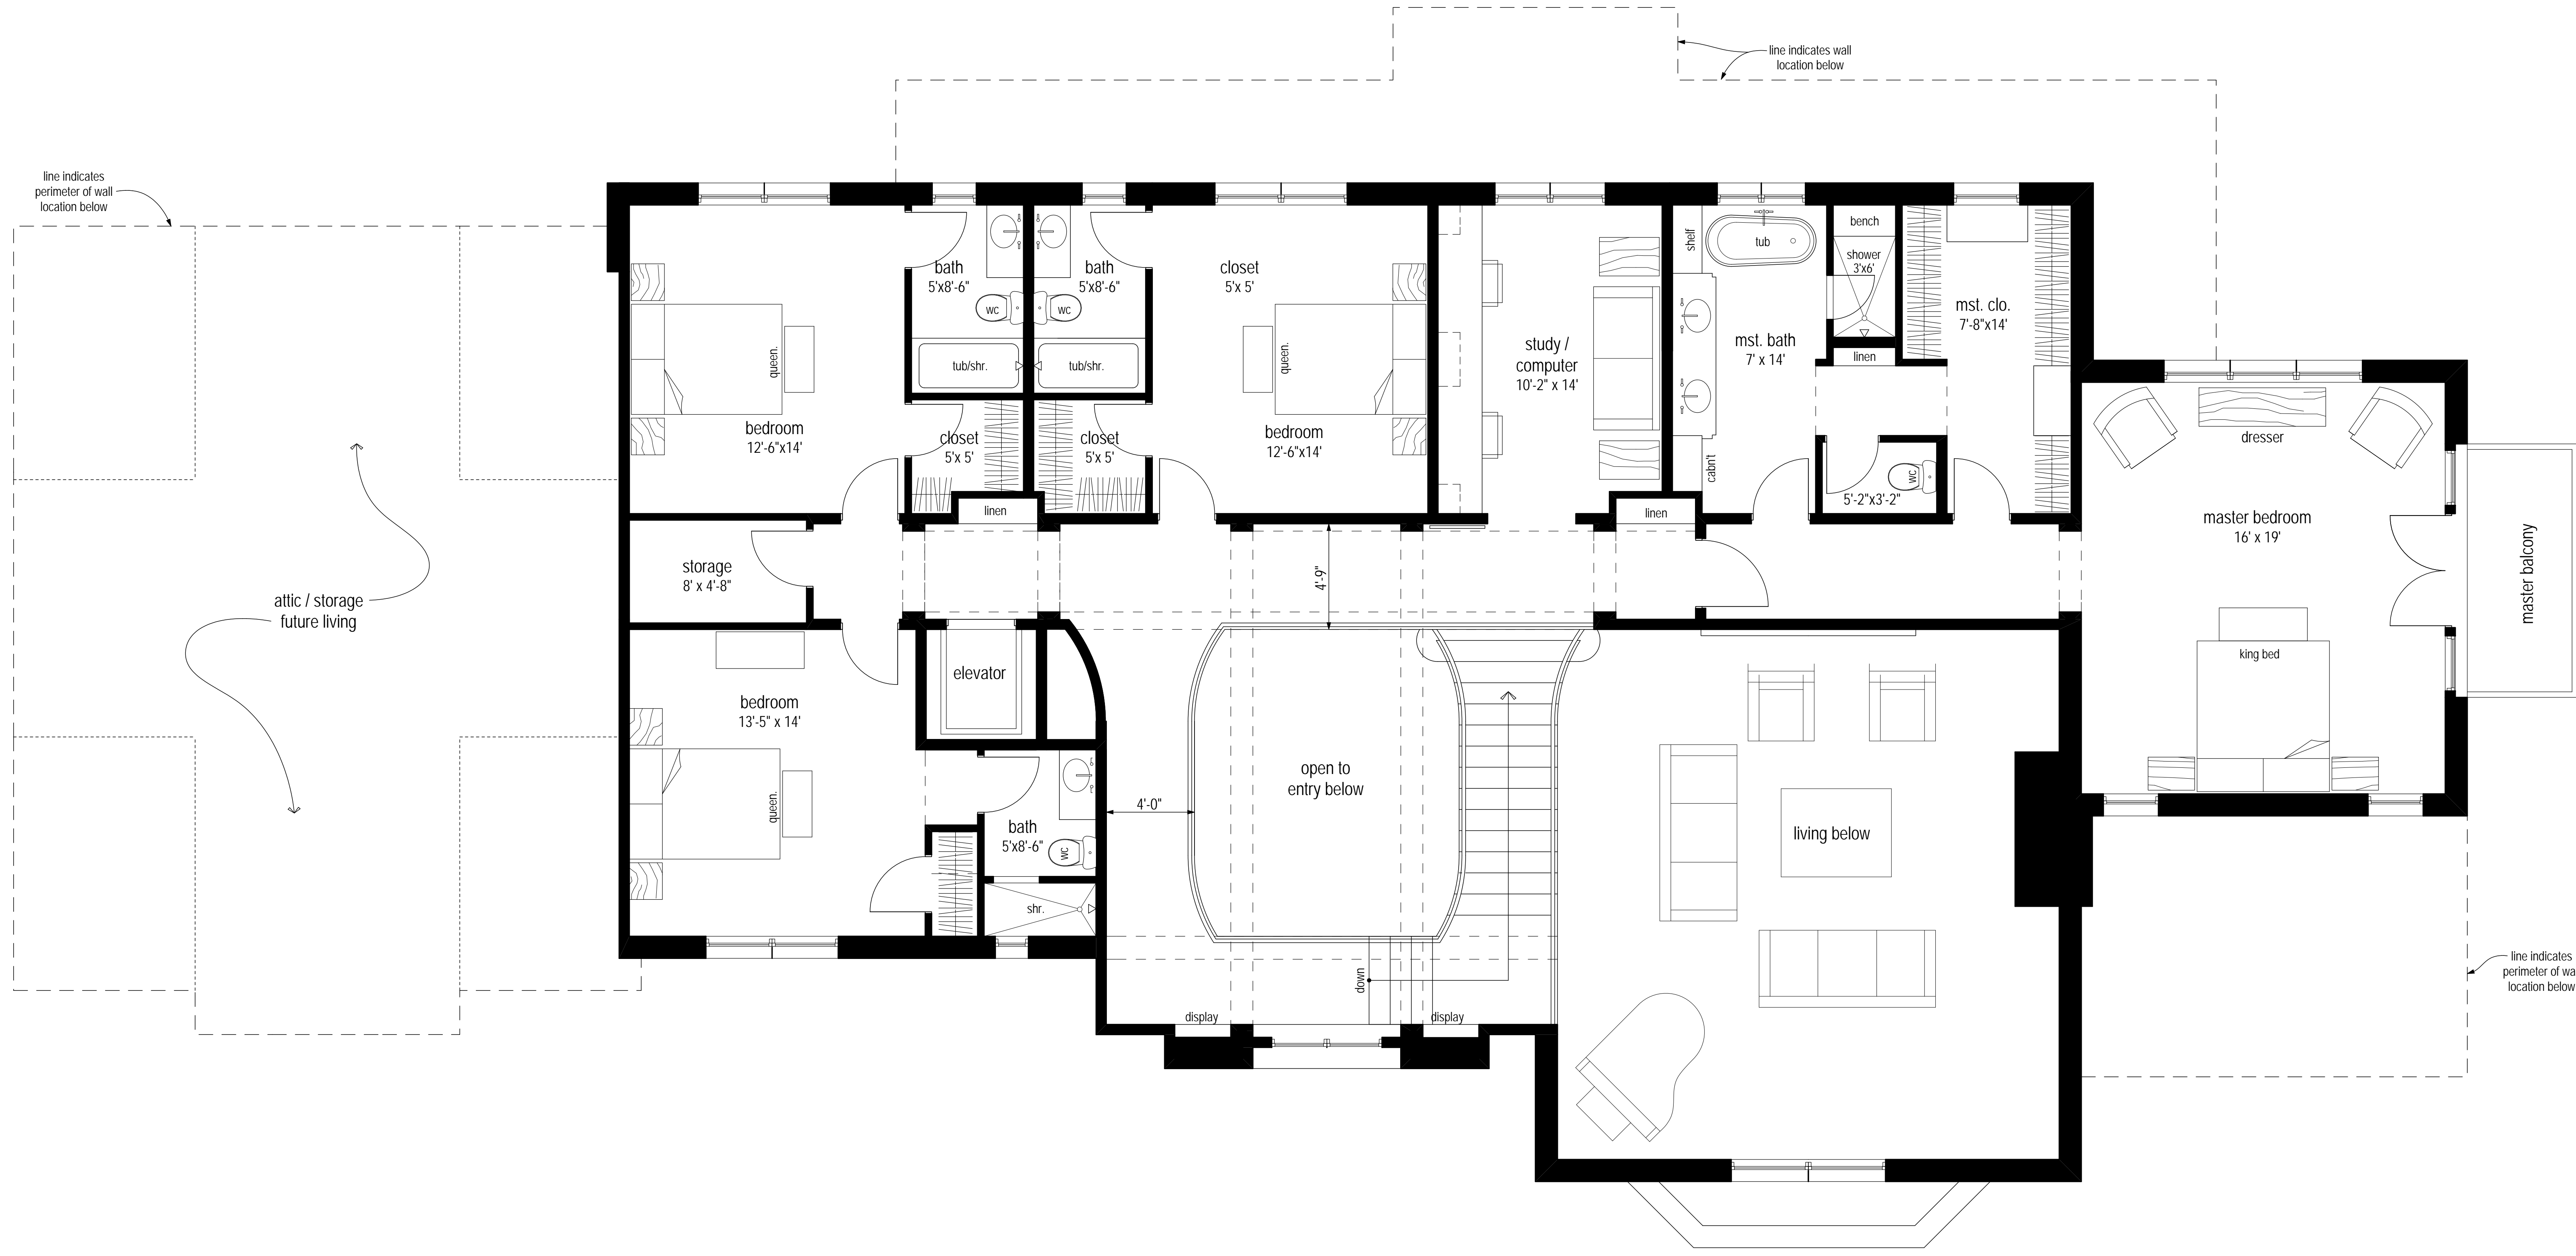 line indicates wall
location below
line indicates
perimeter of wall
location below
bath
5'x8'-6"
WC
tub/shr.
bath
5'x8'-6"
WC
tub/shr.
closet
5'x 5'
queen.
bedroom
12'-6"x14'
closet
5'x 5'
closet
5'x 5'
queen.
bedroom
12'-6"x14'
study /
computer
10'-2" x 14'
shelf
tub
bench
shower
3'x6'
linen
mst. bath
7' x 14'
cabn't
mst. clo.
7'-8"x14'
WC
5'-2"x3'-2"
dresser
master bedroom
16' x 19'
king bed
master balcony
linen
linen
storage
8' x 4'-8"
4'-9"
attic / storage
future living
elevator
bedroom
13'-5" x 14'
queen.
bath
5'x8'-6"
WC
shr.
4'-0"
open to
entry below
living below
down
display
display
line indicates
perimeter of wa
location below